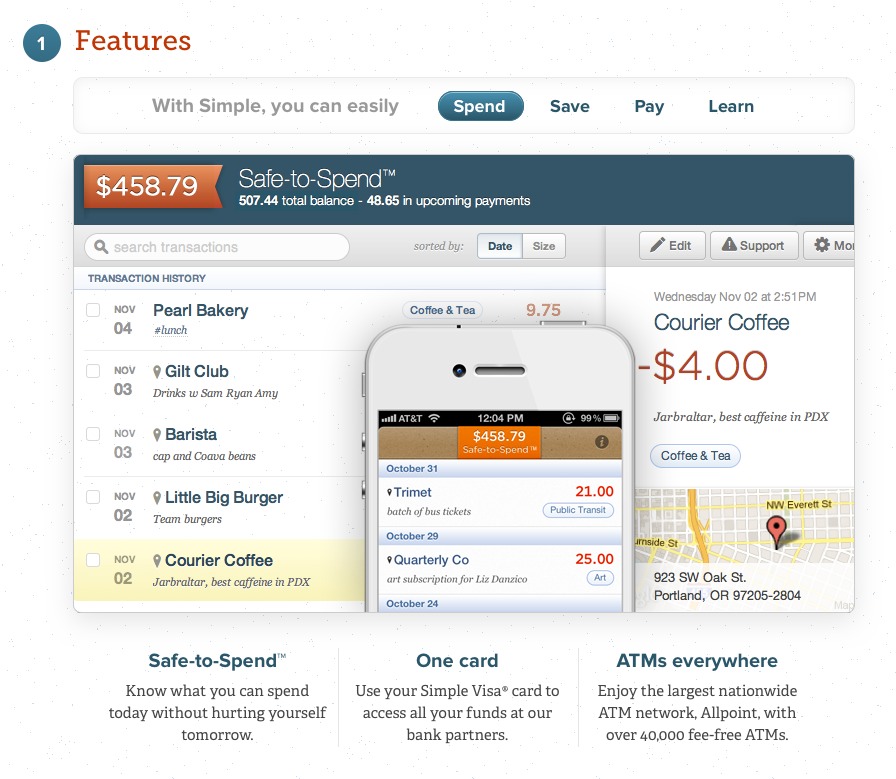 1 Features
With Simple, you can easily Spend Save Pay Learn
$458.79 Safe-to-Spend™
507.44 total balance - 48.65 in upcoming payments
search transactions sorted by: Date Size Edit Support
TRANSACTION HISTORY
NOV 04 Pearl Bakery Coffee & Tea 9.75
#lunch
NOV 03 Gilt Club
Drinks w Sam Ryan Amy
NOV 03 Barista
cap and Coava beans
NOV 02 Little Big Burger
Team burgers
NOV 02 Courier Coffee
Jarbraltar, best caffeine in PDX
AT&T 12:04 PM 99%
$458.79
Safe-to-Spend™
October 31
Trimet 21.00
batch of bus tickets Public Transit
October 29
Quarterly Co 25.00
art subscription for Liz Danzico Art
October 24
Wednesday Nov 02 at 2:51PM
Courier Coffee
-$4.00
Jarbraltar, best caffeine in PDX
Coffee & Tea
NW Everett St
urnside St
923 SW Oak St.
Portland, OR 97205-2804
Map
Safe-to-Spend™
Know what you can spend
today without hurting yourself
tomorrow.
One card
Use your Simple Visa® card to
access all your funds at our
bank partners.
ATMs everywhere
Enjoy the largest nationwide
ATM network, Allpoint, with
over 40,000 fee-free ATMs.